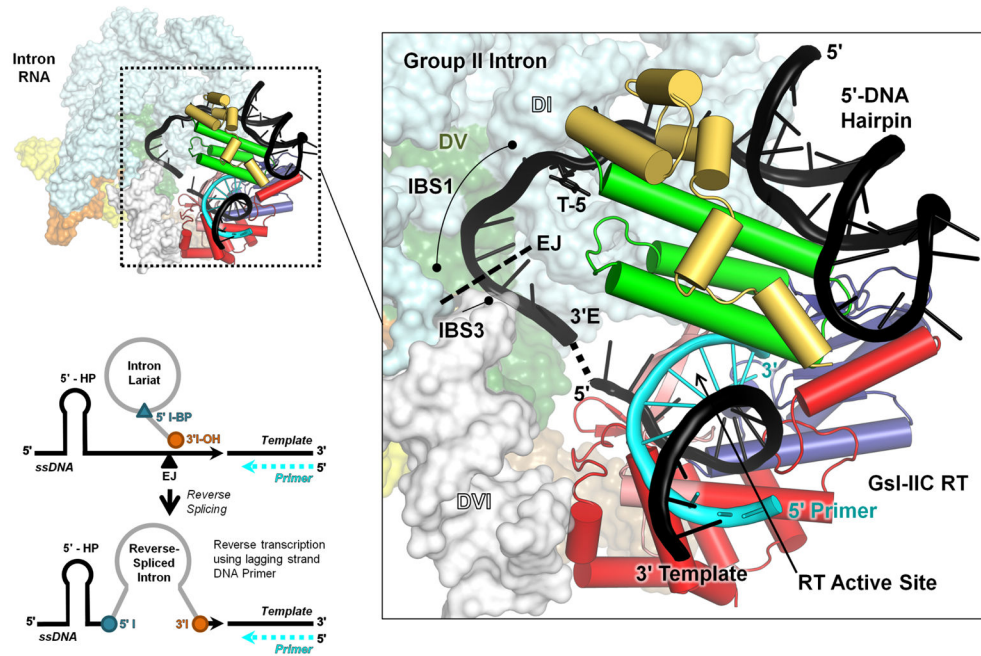 Intron
RNA
Group II Intron
DI
5'
5'-DNA
Hairpin
DV
IBS1
T-5
EJ
IBS3
3'E
5'
3'
GsI-IIC RT
DVI
5' Primer
3' Template
RT Active Site
5' - HP
Intron
Lariat
5' I-BP
3'I-OH
Template
5'
3'
ssDNA
5'
EJ
Primer
Reverse
Splicing
5' - HP
Reverse-
Spliced
Intron
Reverse transcription
using lagging strand
DNA Primer
Template
5'
3'
ssDNA
5' I
3'I
5'
Primer